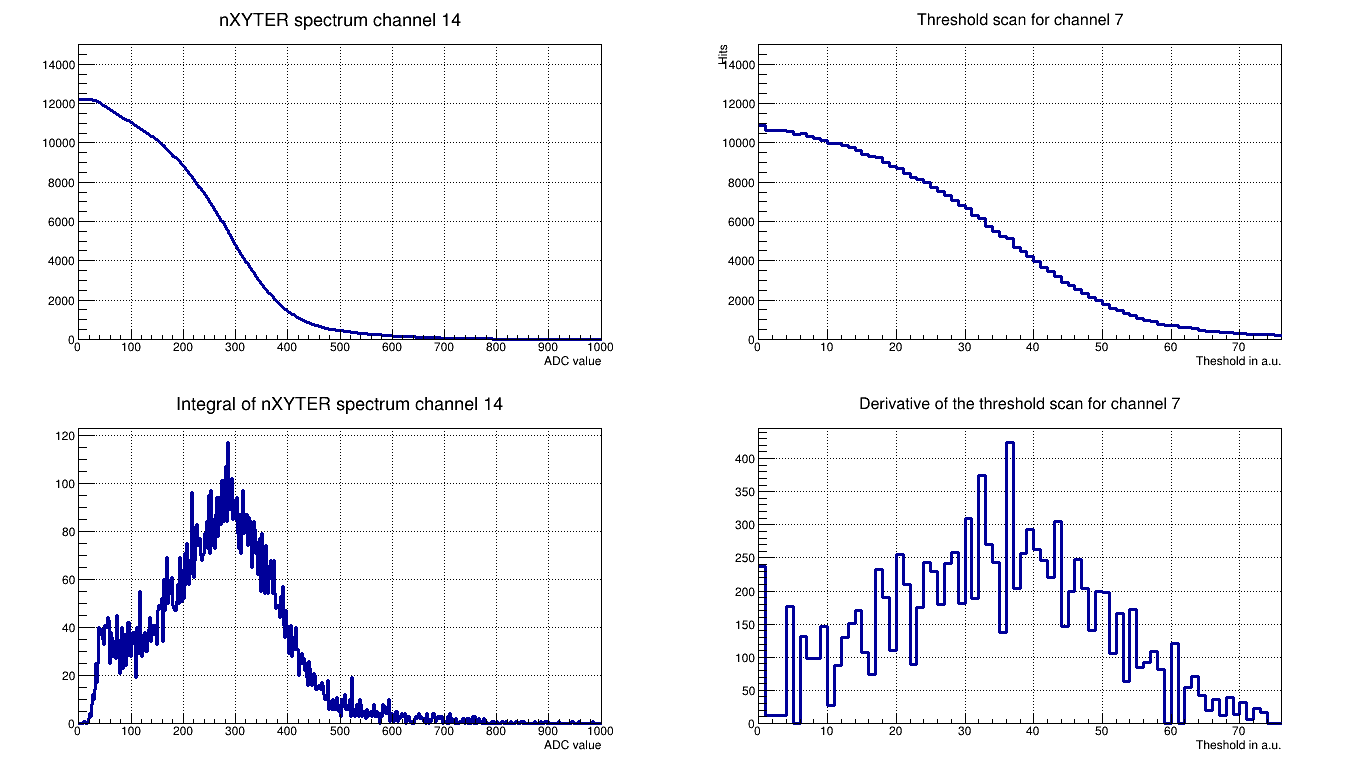 nXYTER spectrum channel 14
14000
12000
10000
8000
6000
4000
2000
0
0 100 200 300 400 500 600 700 800 900 1000
ADC value
Threshold scan for channel 7
Hits
14000
12000
10000
8000
6000
4000
2000
0
0 10 20 30 40 50 60 70
Theshold in a.u.
Integral of nXYTER spectrum channel 14
120
100
80
60
40
20
0
0 100 200 300 400 500 600 700 800 900 1000
ADC value
Derivative of the threshold scan for channel 7
400
350
300
250
200
150
100
50
0
0 10 20 30 40 50 60 70
Theshold in a.u.